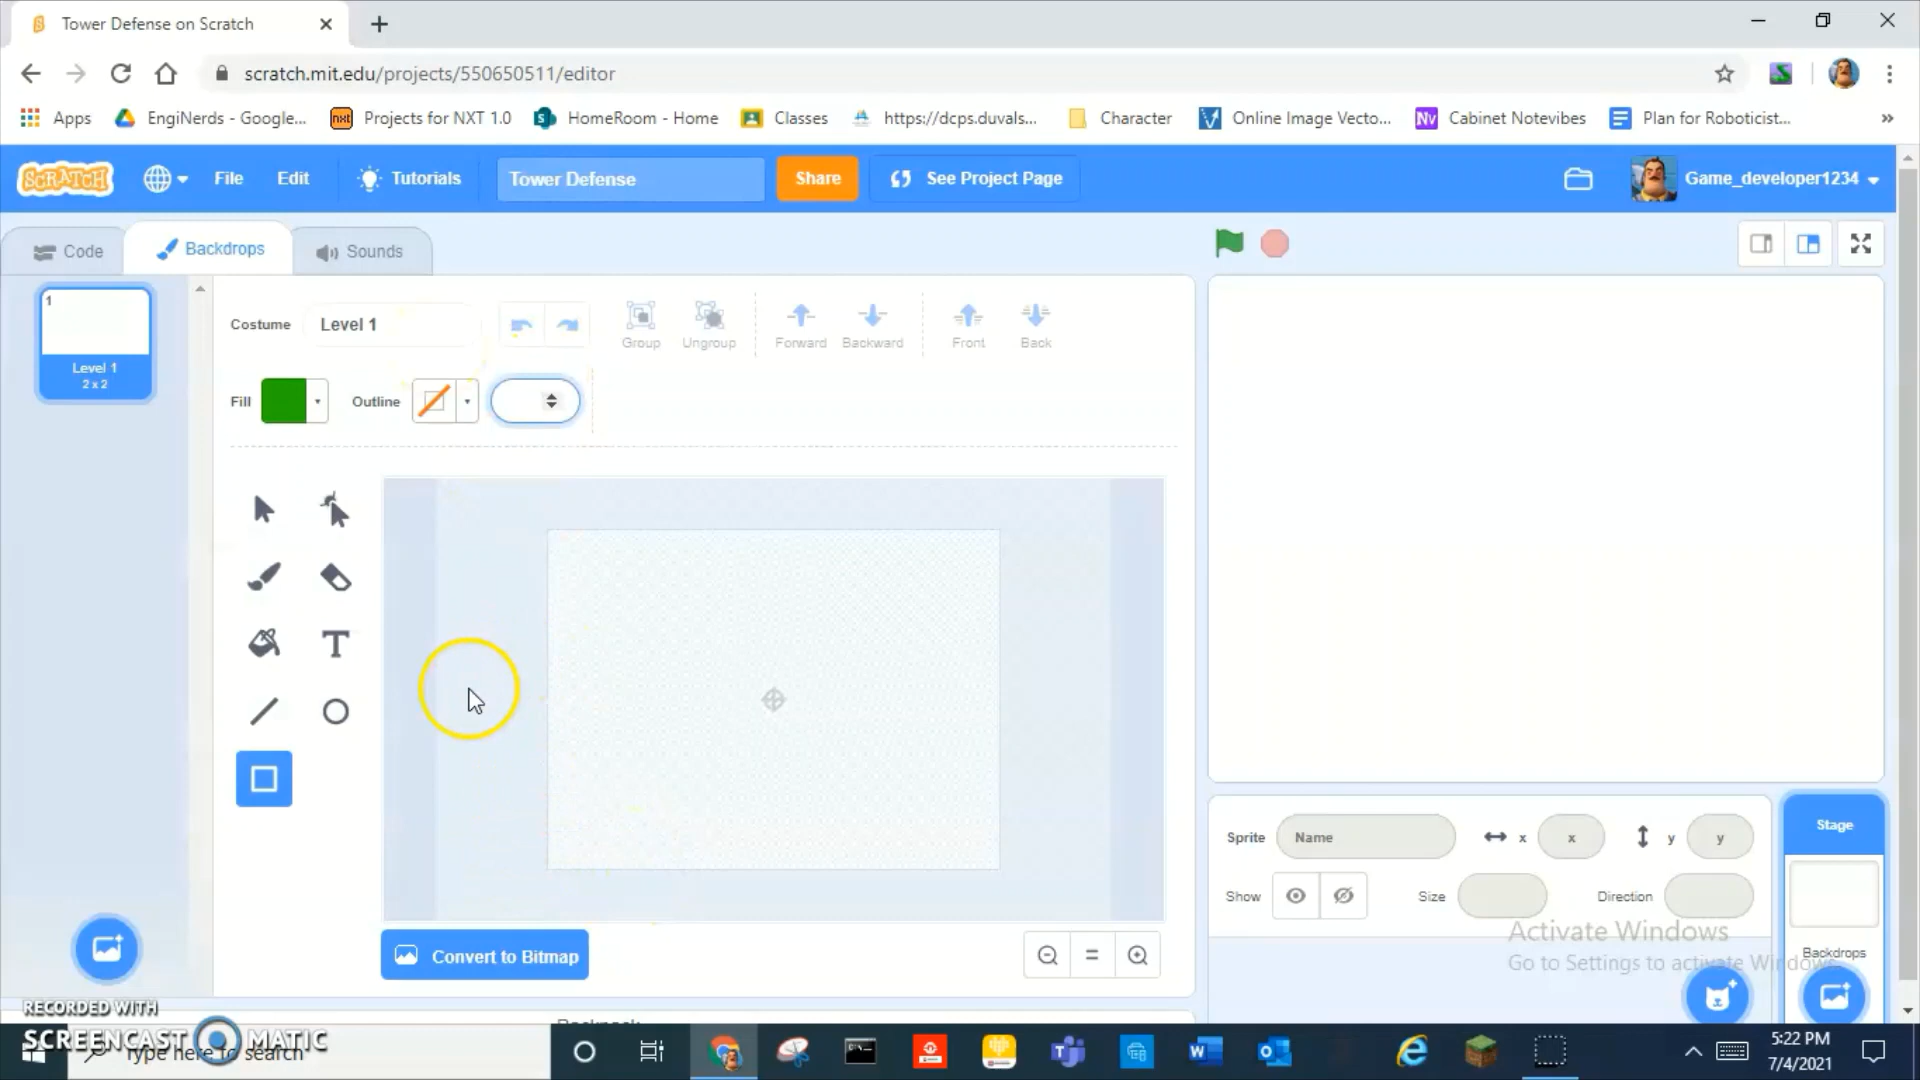 Tower Defense on Scratch
scratch.mit.edu/projects/550650511/editor
Apps
EngiNerds - Google...
nxt
Projects for NXT 1.0
HomeRoom - Home
Classes
https://dcps.duvals...
Character
Online Image Vecto...
Nv
Cabinet Notevibes
Plan for Roboticist...
SCRATCH
File
Edit
Tutorials
Tower Defense
Share
See Project Page
Game_developer1234
Code
Backdrops
Sounds
1
Level 1
2 x 2
Costume
Level 1
Group
Ungroup
Forward
Backward
Front
Back
Fill
Outline
T
Convert to Bitmap
Sprite
Name
x
x
y
y
Show
Size
Direction
Stage
Backdrops
Activate Windows
Go to Settings to activate Windows.
RECORDED WITH
SCREENCAST MATIC
Type here to search
5:22 PM
7/4/2021